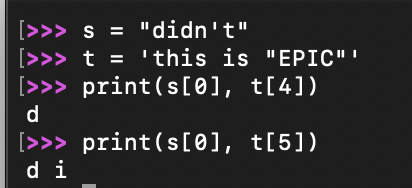 [>>> s = "didn't"
[>>> t = 'this is "EPIC"'
[>>> print(s[0], t[4])
d
[>>> print(s[0], t[5])
d i